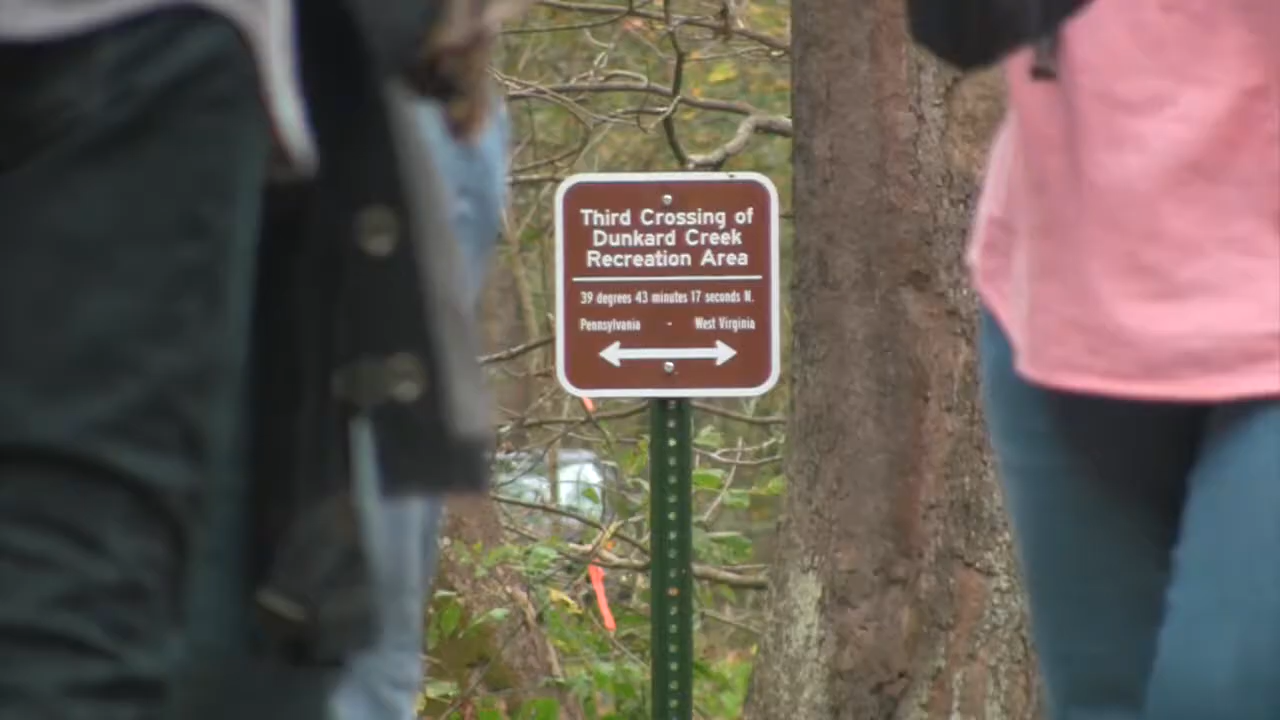 Third Crossing of
Dunkard Creek
Recreation Area
39 degrees 43 minutes 17 seconds N.
Pennsylvania - West Virginia